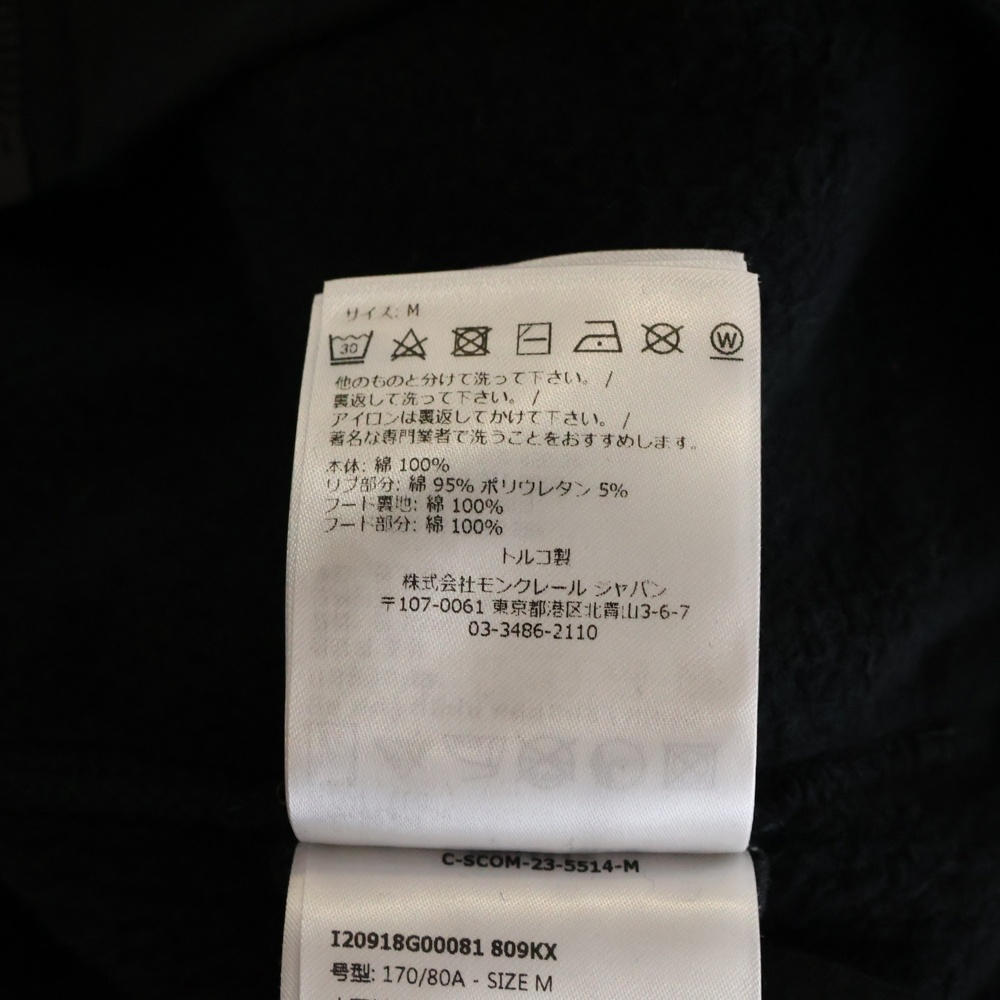 サイズ: M
30
W
他のものと分けて洗って下さい。 /
裏返して洗って下さい。 /
アイロンは裏返してかけて下さい。 /
著名な専門業者で洗うことをおすすめします。
本体: 綿 100%
リブ部分: 綿 95% ポリウレタン 5%
フード裏地: 綿 100%
フード部分: 綿 100%
トルコ製
株式会社モンクレール ジャパン
〒107-0061 東京都港区北青山3-6-7
03-3486-2110
C-SCOM-23-5514-M
I20918G00081 809KX
号型: 170/80A - SIZE M